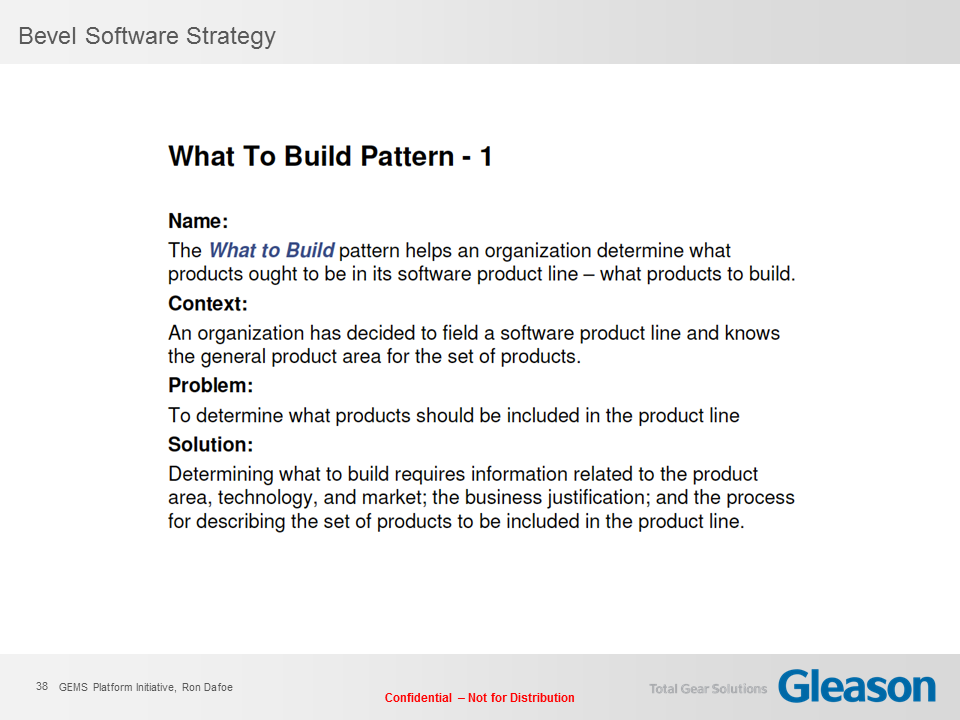 Bevel Software Strategy
What To Build Pattern - 1
Name:
The What to Build pattern helps an organization determine what
products ought to be in its software product line – what products to build.
Context:
An organization has decided to field a software product line and knows
the general product area for the set of products.
Problem:
To determine what products should be included in the product line
Solution:
Determining what to build requires information related to the product
area, technology, and market; the business justification; and the process
for describing the set of products to be included in the product line.
38 GEMS Platform Initiative, Ron Dafoe
Confidential – Not for Distribution
Total Gear Solutions Gleason